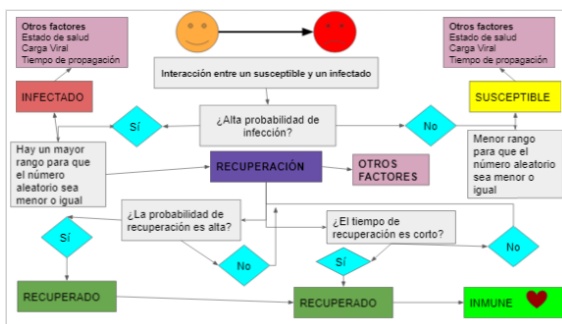 Otros factores
Estado de salud
Carga Viral
Tiempo de propagación
Otros factores
Estado de salud
Carga Viral
Tiempo de propagación
Interacción entre un susceptible y un infectado
INFECTADO
SUSCEPTIBLE
Sí
¿Alta probabilidad de
infección?
No
Hay un mayor
rango para que
el número
aleatorio sea
menor o igual
Menor rango
para que el
número aleatorio
sea menor o
igual
RECUPERACIÓN
OTROS
FACTORES
¿La probabilidad de
recuperación es alta?
¿El tiempo de
recuperación es corto?
Sí
No
Sí
No
RECUPERADO
RECUPERADO
INMUNE